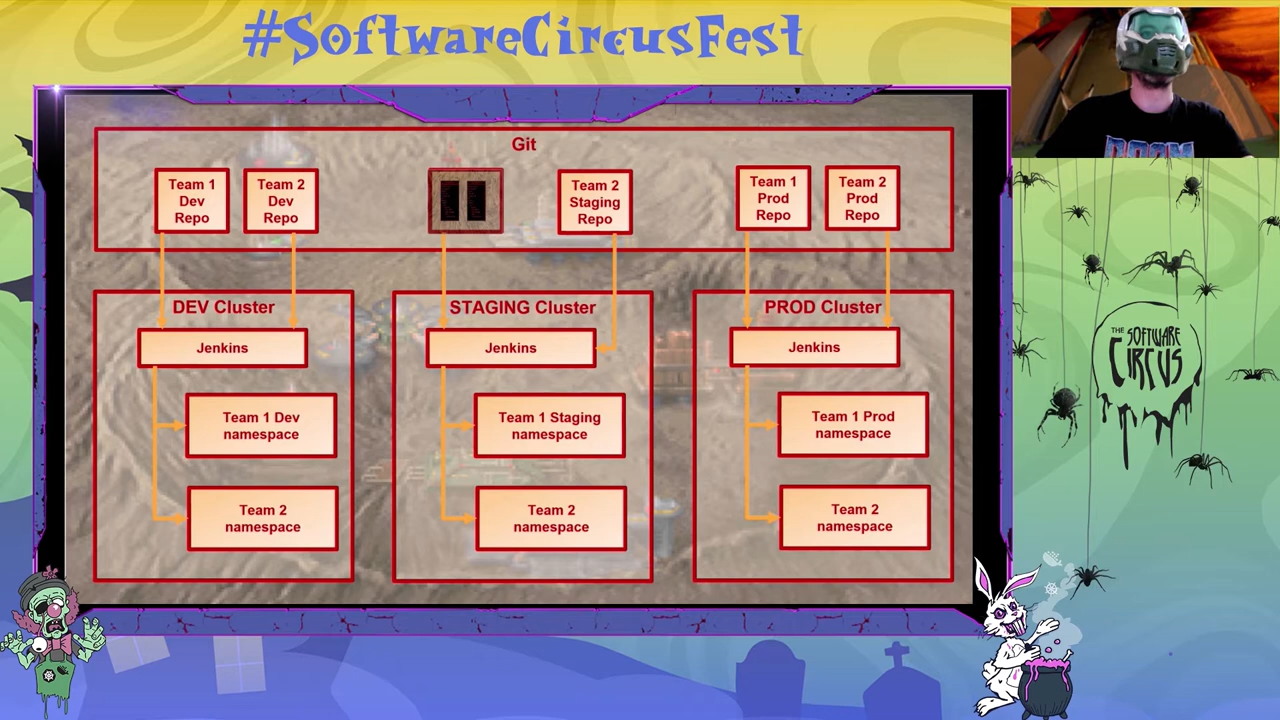 #SoftwareCircusFest
Git
Team 1
Dev
Repo
Team 2
Dev
Repo
Team 2
Staging
Repo
Team 1
Prod
Repo
Team 2
Prod
Repo
DEV Cluster
STAGING Cluster
PROD Cluster
Jenkins
Jenkins
Jenkins
Team 1 Dev
namespace
Team 1 Staging
namespace
Team 1 Prod
namespace
Team 2
namespace
Team 2
namespace
Team 2
namespace
DOOM
THE SOFTWARE
CIRCUS